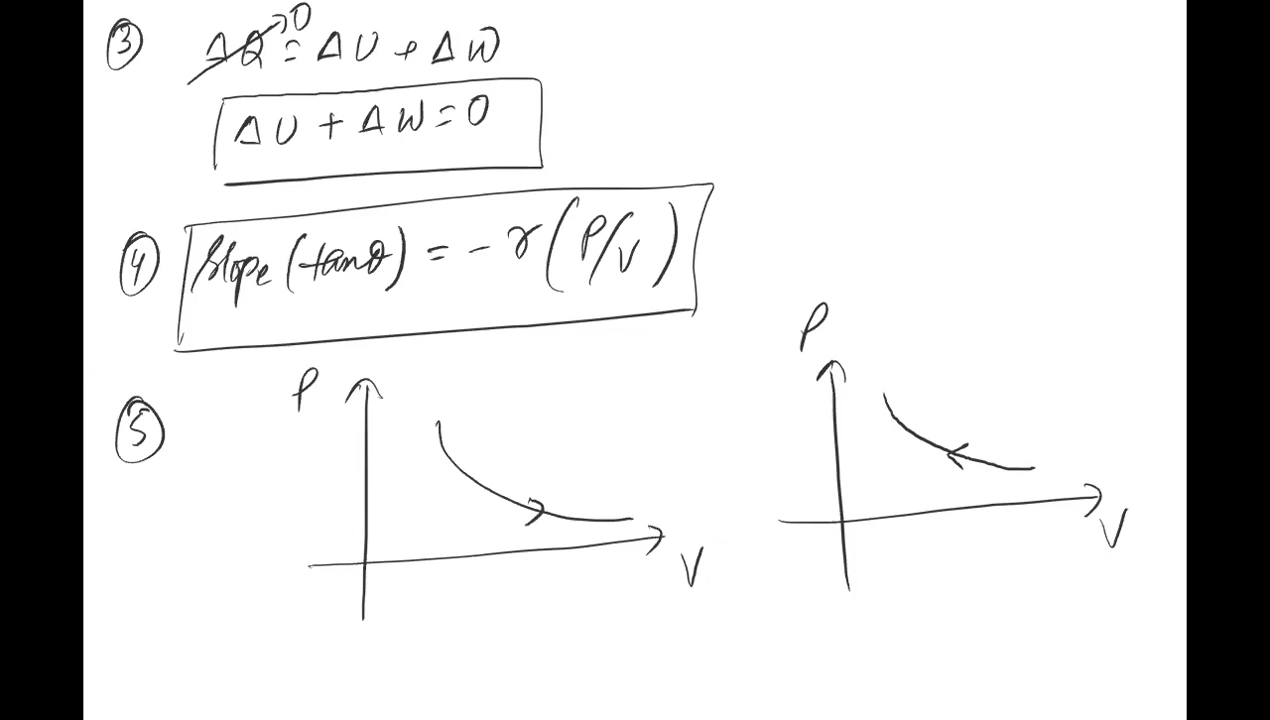 ③ ΔQ→0 = ΔU + ΔW
ΔU + ΔW = 0
④ Slope (tanθ) = - γ (P/V)
⑤ P V
P V